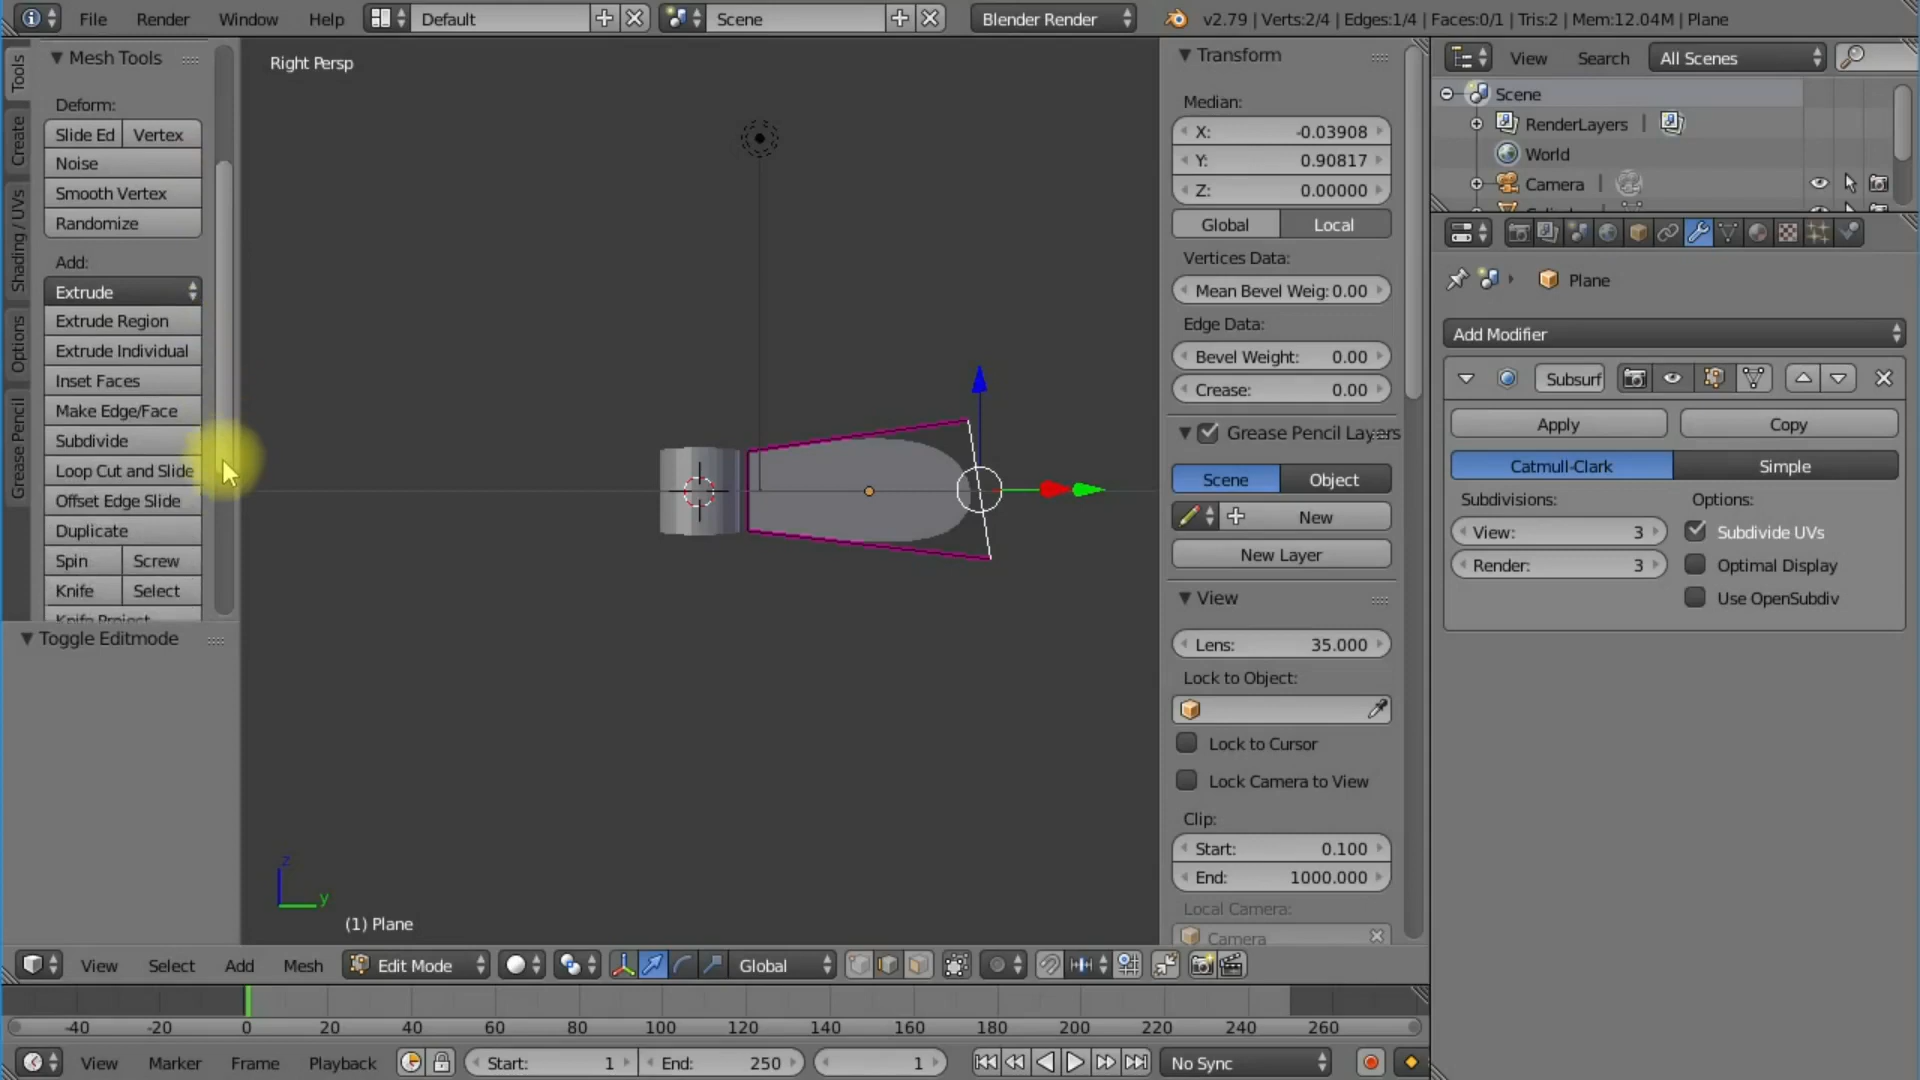 File Render Window Help Default Scene Blender Render v2.79 | Verts:2/4 | Edges:1/4 | Faces:0/1 | Tris:2 | Mem:12.04M | Plane
Tools
Create
Shading / UVs
Options
Grease Pencil
Mesh Tools
Deform:
Slide Ed Vertex
Noise
Smooth Vertex
Randomize
Add:
Extrude
Extrude Region
Extrude Individual
Inset Faces
Make Edge/Face
Subdivide
Loop Cut and Slide
Offset Edge Slide
Duplicate
Spin Screw
Knife Select
Knife Project
Toggle Editmode
Right Persp
z
y
(1) Plane
Transform
Median:
X: -0.03908
Y: 0.90817
Z: 0.00000
Global Local
Vertices Data:
Mean Bevel Weig: 0.00
Edge Data:
Bevel Weight: 0.00
Crease: 0.00
Grease Pencil Layers
Scene Object
New
New Layer
View
Lens: 35.000
Lock to Object:
Lock to Cursor
Lock Camera to View
Clip:
Start: 0.100
End: 1000.000
Local Camera:
Camera
View Search All Scenes
Scene
RenderLayers
World
Camera
Plane
Add Modifier
Subsurf
Apply Copy
Catmull-Clark Simple
Subdivisions: Options:
View: 3 Subdivide UVs
Render: 3 Optimal Display
Use OpenSubdiv
View Select Add Mesh Edit Mode Global
-40 -20 0 20 40 60 80 100 120 140 160 180 200 220 240 260
View Marker Frame Playback Start: 1 End: 250 1 No Sync